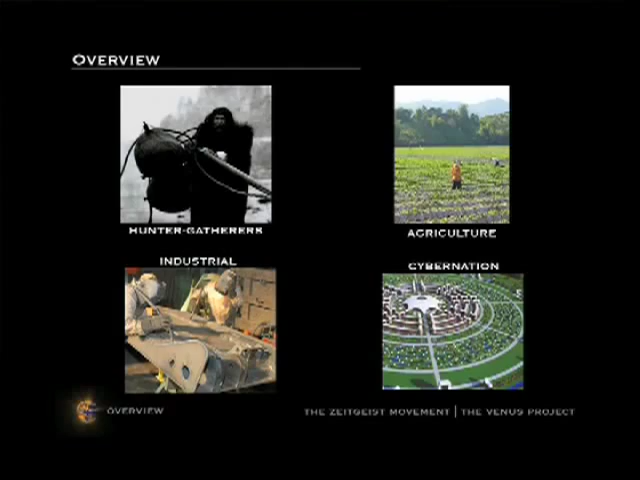 OVERVIEW
HUNTER-GATHERERS
AGRICULTURE
INDUSTRIAL
CYBERNATION
OVERVIEW
THE ZEITGEIST MOVEMENT | THE VENUS PROJECT